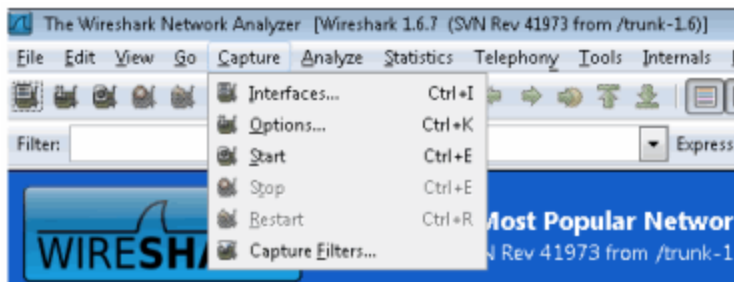 The Wireshark Network Analyzer [Wireshark 1.6.7 (SVN Rev 41973 from /trunk-1.6)]
File Edit View Go Capture Analyze Statistics Telephony Tools Internals
Filter: Express
Interfaces... Ctrl+I
Options... Ctrl+K
Start Ctrl+E
Stop Ctrl+E
Restart Ctrl+R
Capture Filters...
WIRESHA
Most Popular Networ
Rev 41973 from /trunk-1